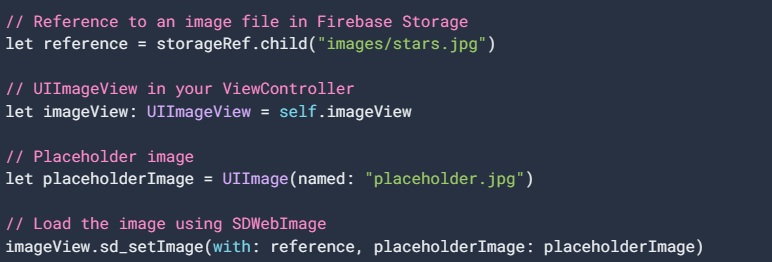 // Reference to an image file in Firebase Storage
let reference = storageRef.child("images/stars.jpg")
// UIImageView in your ViewController
let imageView: UIImageView = self.imageView
// Placeholder image
let placeholderImage = UIImage(named: "placeholder.jpg")
// Load the image using SDWebImage
imageView.sd_setImage(with: reference, placeholderImage: placeholderImage)